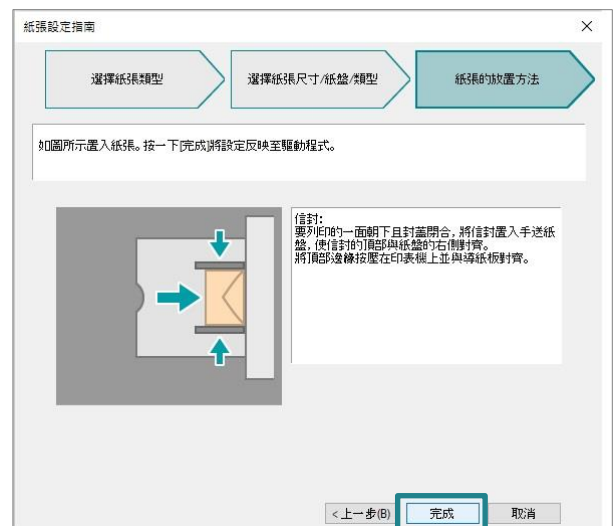 紙張設定指南
選擇紙張類型
選擇紙張尺寸/紙盤/類型
紙張的放置方法
如圖所示置入紙張。按一下[完成]將設定反映至驅動程式。
信封:
要列印的一面朝下且封蓋閉合,將信封置入手送紙
盤,使信封的頂部與紙盤的右側對齊。
將頂部邊緣按壓在印表機上並與導紙板對齊。
<上一步(B)
完成
取消